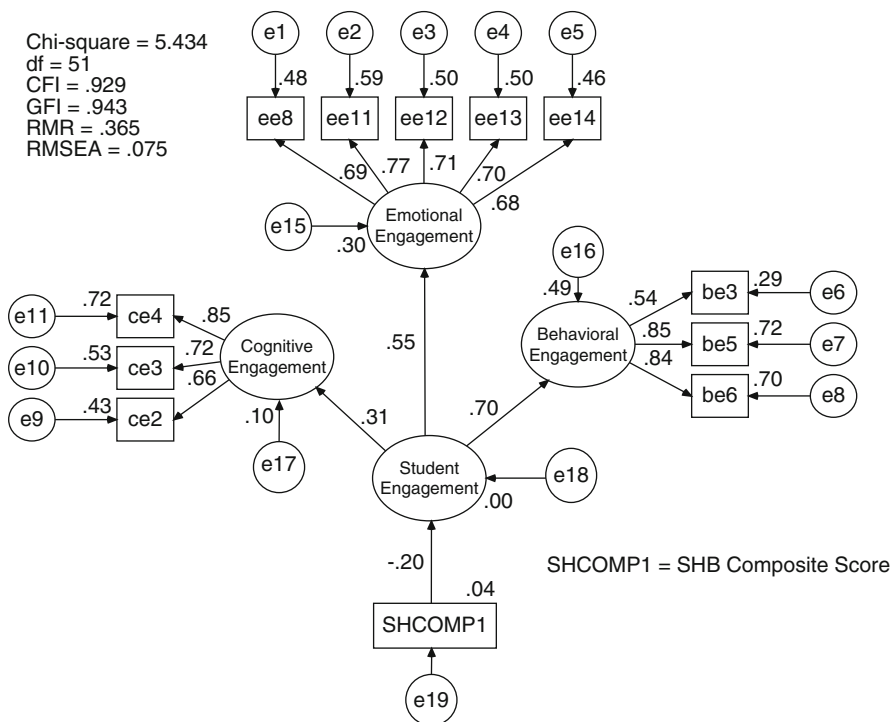 Chi-square = 5.434
df = 51
CFI = .929
GFI = .943
RMR = .365
RMSEA = .075
e1 e2 e3 e4 e5
.48 .59 .50 .50 .46
ee8 ee11 ee12 ee13 ee14
.69 .77 .71 .70 .68
Emotional
Engagement
e15
.30
e16
.49
Behavioral
Engagement
.54 be3 .29 e6
.85 be5 .72 e7
.84 be6 .70 e8
e11 .72 ce4 .85
e10 .53 ce3 .72
e9 .43 ce2 .66
Cognitive
Engagement
.10
e17
.55
.31
.70
Student
Engagement
e18
.00
-.20
.04
SHCOMP1
e19
SHCOMP1 = SHB Composite Score